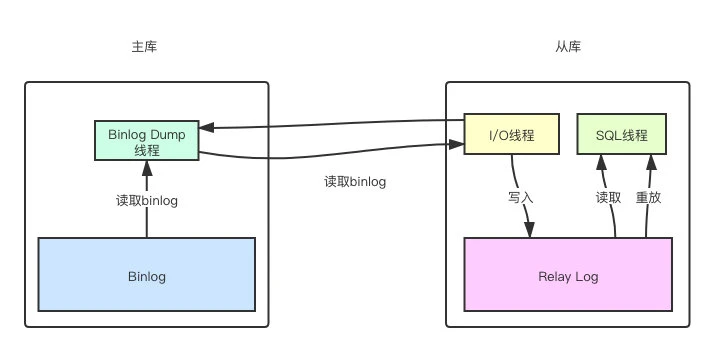 主库
从库
Binlog Dump
线程
I/O线程
SQL线程
读取binlog
读取binlog
写入
读取
重放
Binlog
Relay Log